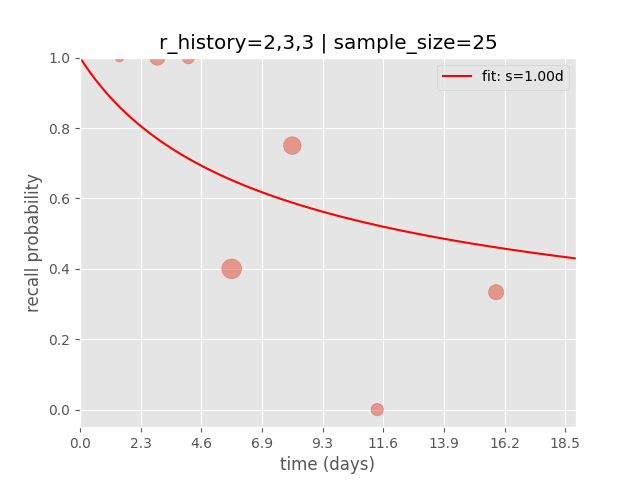 r_history=2,3,3 | sample_size=25
fit: s=1.00d
recall probability
1.0
0.8
0.6
0.4
0.2
0.0
0.0 2.3 4.6 6.9 9.3 11.6 13.9 16.2 18.5
time (days)